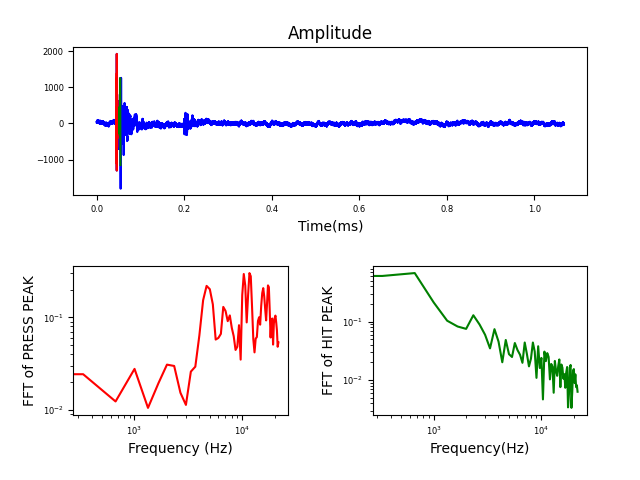 Amplitude
2000
1000
0
−1000
0.0 0.2 0.4 0.6 0.8 1.0
Time(ms)
FFT of PRESS PEAK
10⁻¹
10⁻²
10³ 10⁴
Frequency (Hz)
FFT of HIT PEAK
10⁻¹
10⁻²
10³ 10⁴
Frequency(Hz)